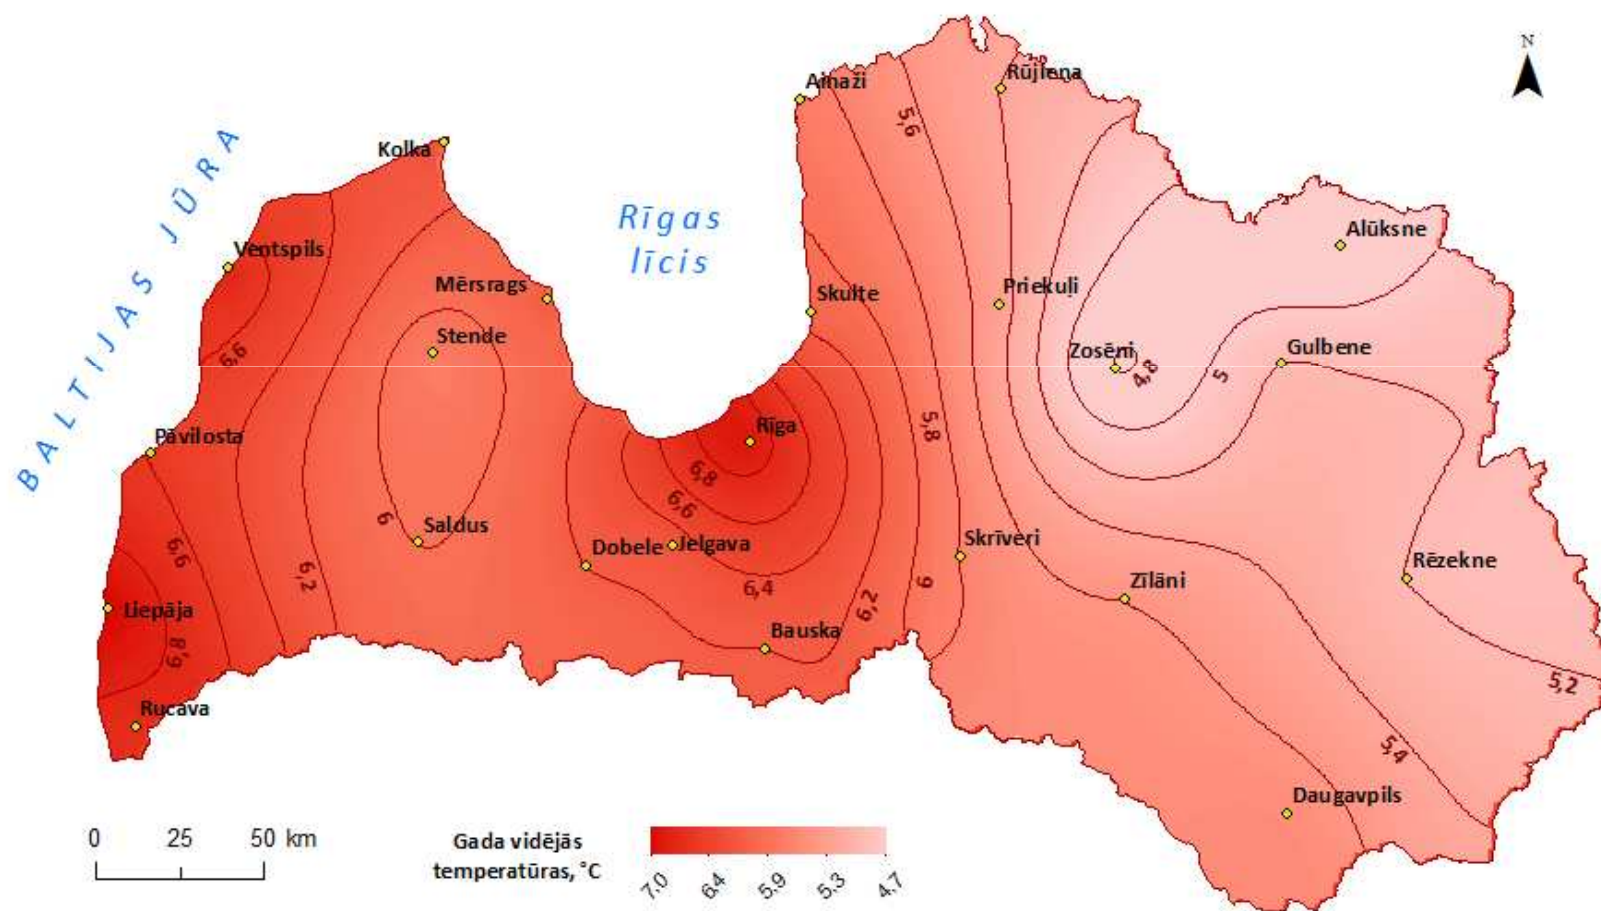 N
Ainaži
Rūjiena
5,6
Kolka
BALTIJAS JŪRA
Rīgas
līcis
Ventspils
Alūksne
Mērsrags
Skulte
Priekuļi
Stende
6,6
Zosēni
4,8
5
Gulbene
Pāvilosta
Rīga
5,8
6,8
6,6
6
Saldus
Dobele
Jelgava
Skrīveri
6,6
6,2
6,4
6,2
6
Zīlāni
Rēzekne
Liepāja
6,8
Bauska
5,2
Rucava
5,4
Daugavpils
0 25 50 km
Gada vidējās
temperatūras, °C
7.0 6.4 5.9 5.3 4.7